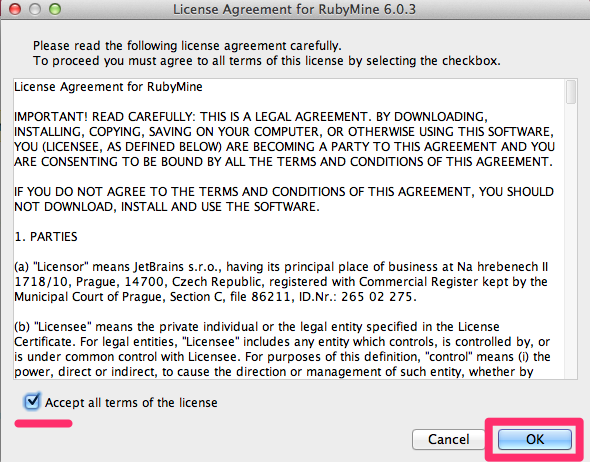 License Agreement for RubyMine 6.0.3
Please read the following license agreement carefully.
To proceed you must agree to all terms of this license by selecting the checkbox.
License Agreement for RubyMine
IMPORTANT! READ CAREFULLY: THIS IS A LEGAL AGREEMENT. BY DOWNLOADING,
INSTALLING, COPYING, SAVING ON YOUR COMPUTER, OR OTHERWISE USING THIS SOFTWARE,
YOU (LICENSEE, AS DEFINED BELOW) ARE BECOMING A PARTY TO THIS AGREEMENT AND YOU
ARE CONSENTING TO BE BOUND BY ALL THE TERMS AND CONDITIONS OF THIS AGREEMENT.
IF YOU DO NOT AGREE TO THE TERMS AND CONDITIONS OF THIS AGREEMENT, YOU SHOULD
NOT DOWNLOAD, INSTALL AND USE THE SOFTWARE.
1. PARTIES
(a) "Licensor" means JetBrains s.r.o., having its principal place of business at Na hrebenech II
1718/10, Prague, 14700, Czech Republic, registered with Commercial Register kept by the
Municipal Court of Prague, Section C, file 86211, ID.Nr.: 265 02 275.
(b) "Licensee" means the private individual or the legal entity specified in the License
Certificate. For legal entities, "Licensee" includes any entity which controls, is controlled by, or
is under common control with Licensee. For purposes of this definition, "control" means (i) the
power, direct or indirect, to cause the direction or management of such entity, whether by
Accept all terms of the license
Cancel
OK